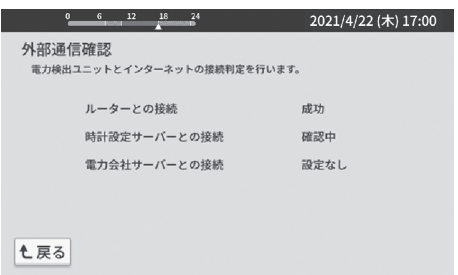 0 6 12 18 24
2021/4/22 (木) 17:00
外部通信確認
電力検出ユニットとインターネットの接続判定を行います。
ルーターとの接続 成功
時計設定サーバーとの接続 確認中
電力会社サーバーとの接続 設定なし
戻る